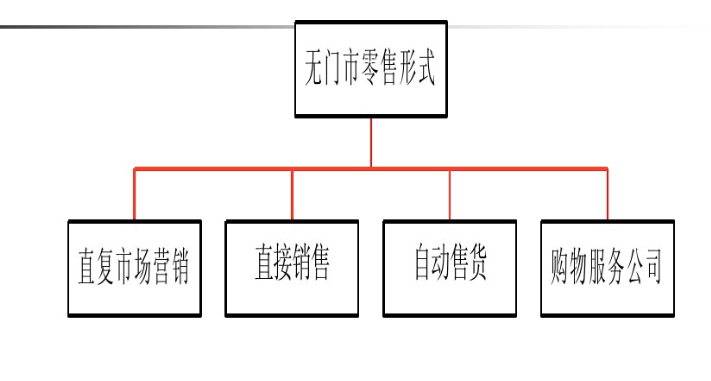 无门市零售形式
直复市场营销
直接销售
自动售货
购物服务公司